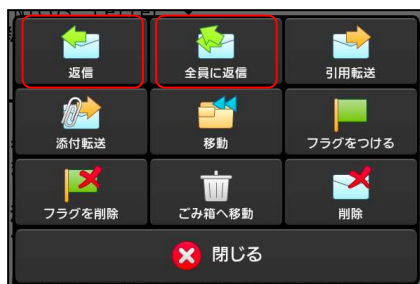 返信
全員に返信
引用転送
添付転送
移動
フラグをつける
フラグを削除
ごみ箱へ移動
削除
閉じる